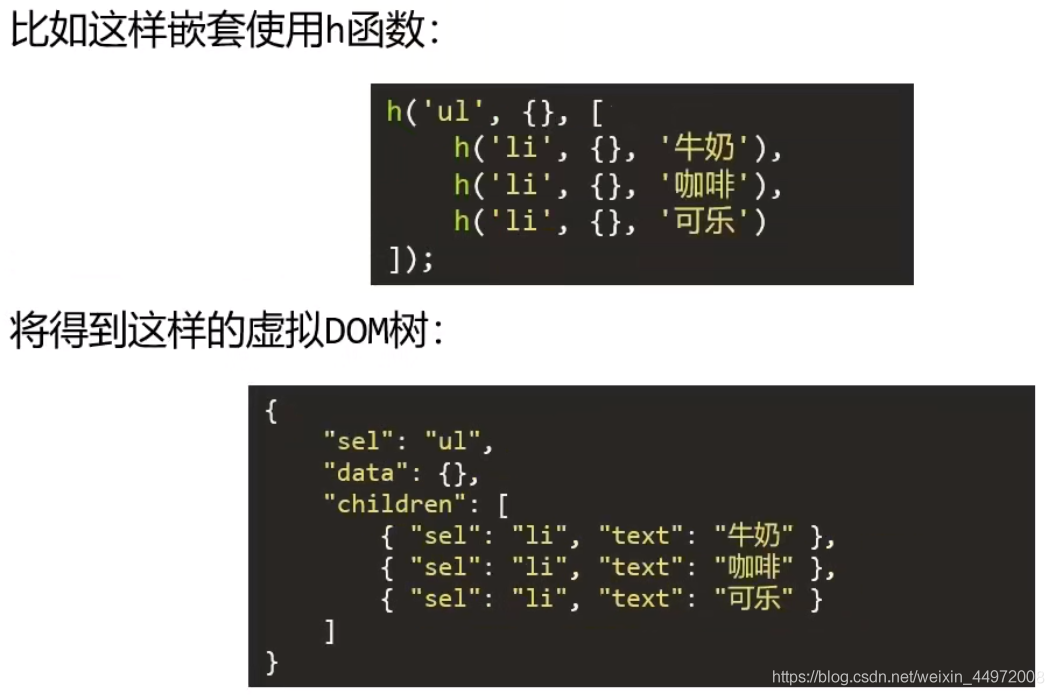 比如这样嵌套使用h函数：
h('ul', {}, [
    h('li', {}, '牛奶'),
    h('li', {}, '咖啡'),
    h('li', {}, '可乐')
]);
将得到这样的虚拟DOM树：
{
    "sel": "ul",
    "data": {},
    "children": [
        { "sel": "li", "text": "牛奶" },
        { "sel": "li", "text": "咖啡" },
        { "sel": "li", "text": "可乐" }
    ]
}
https://blog.csdn.net/weixin_44972008